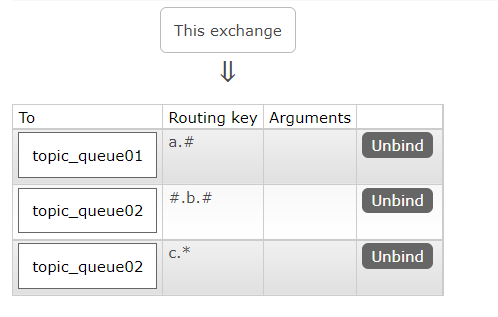 This exchange
⇓
To Routing key Arguments
topic_queue01 a.# Unbind
topic_queue02 #.b.# Unbind
topic_queue02 c.* Unbind